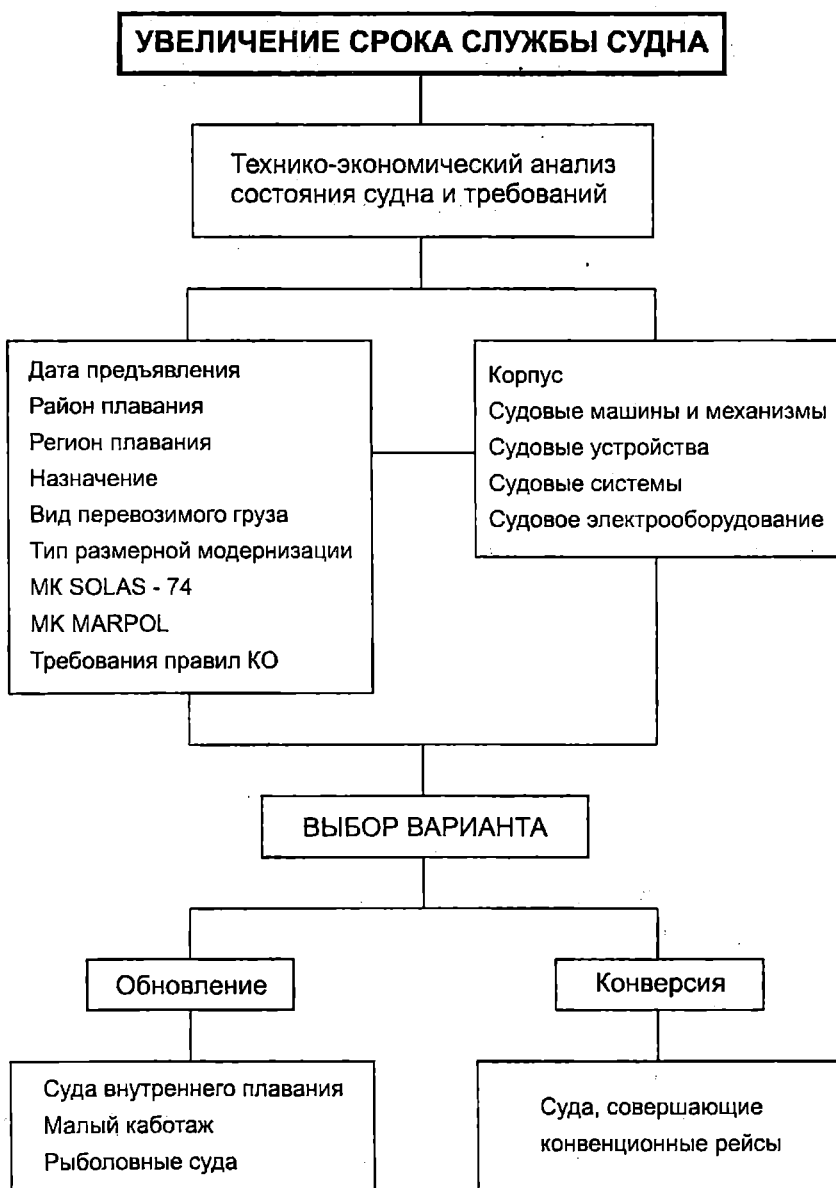 УВЕЛИЧЕНИЕ СРОКА СЛУЖБЫ СУДНА
Технико-экономический анализ
состояния судна и требований
Дата предъявления
Район плавания
Регион плавания
Назначение
Вид перевозимого груза
Тип размерной модернизации
МК SOLAS - 74
МК MARPOL
Требования правил КО
Корпус
Судовые машины и механизмы
Судовые устройства
Судовые системы
Судовое электрооборудование
ВЫБОР ВАРИАНТА
Обновление
Конверсия
Суда внутреннего плавания
Малый каботаж
Рыболовные суда
Суда, совершающие
конвенционные рейсы